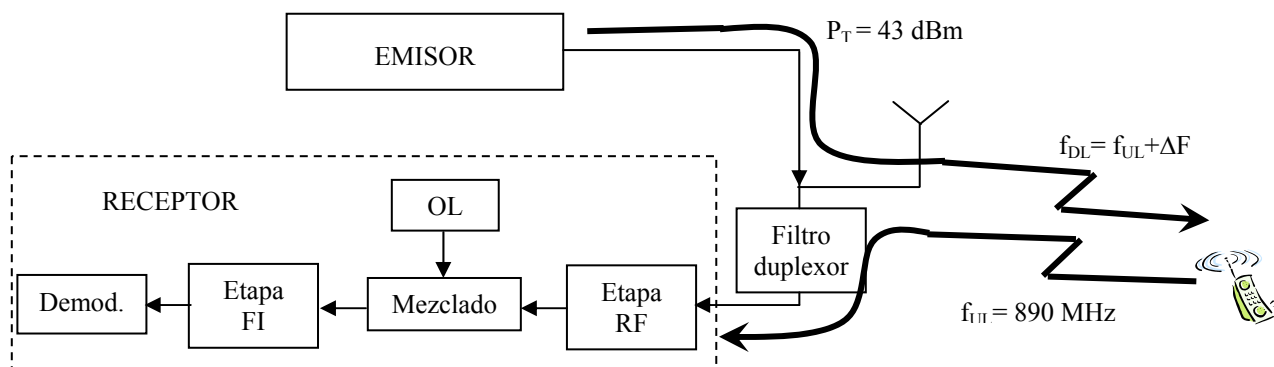 EMISOR
P_T = 43 dBm
f_DL= f_UL+ΔF
RECEPTOR
OL
Filtro
duplexor
Demod.
Etapa
FI
Mezclado
Etapa
RF
f_UL= 890 MHz